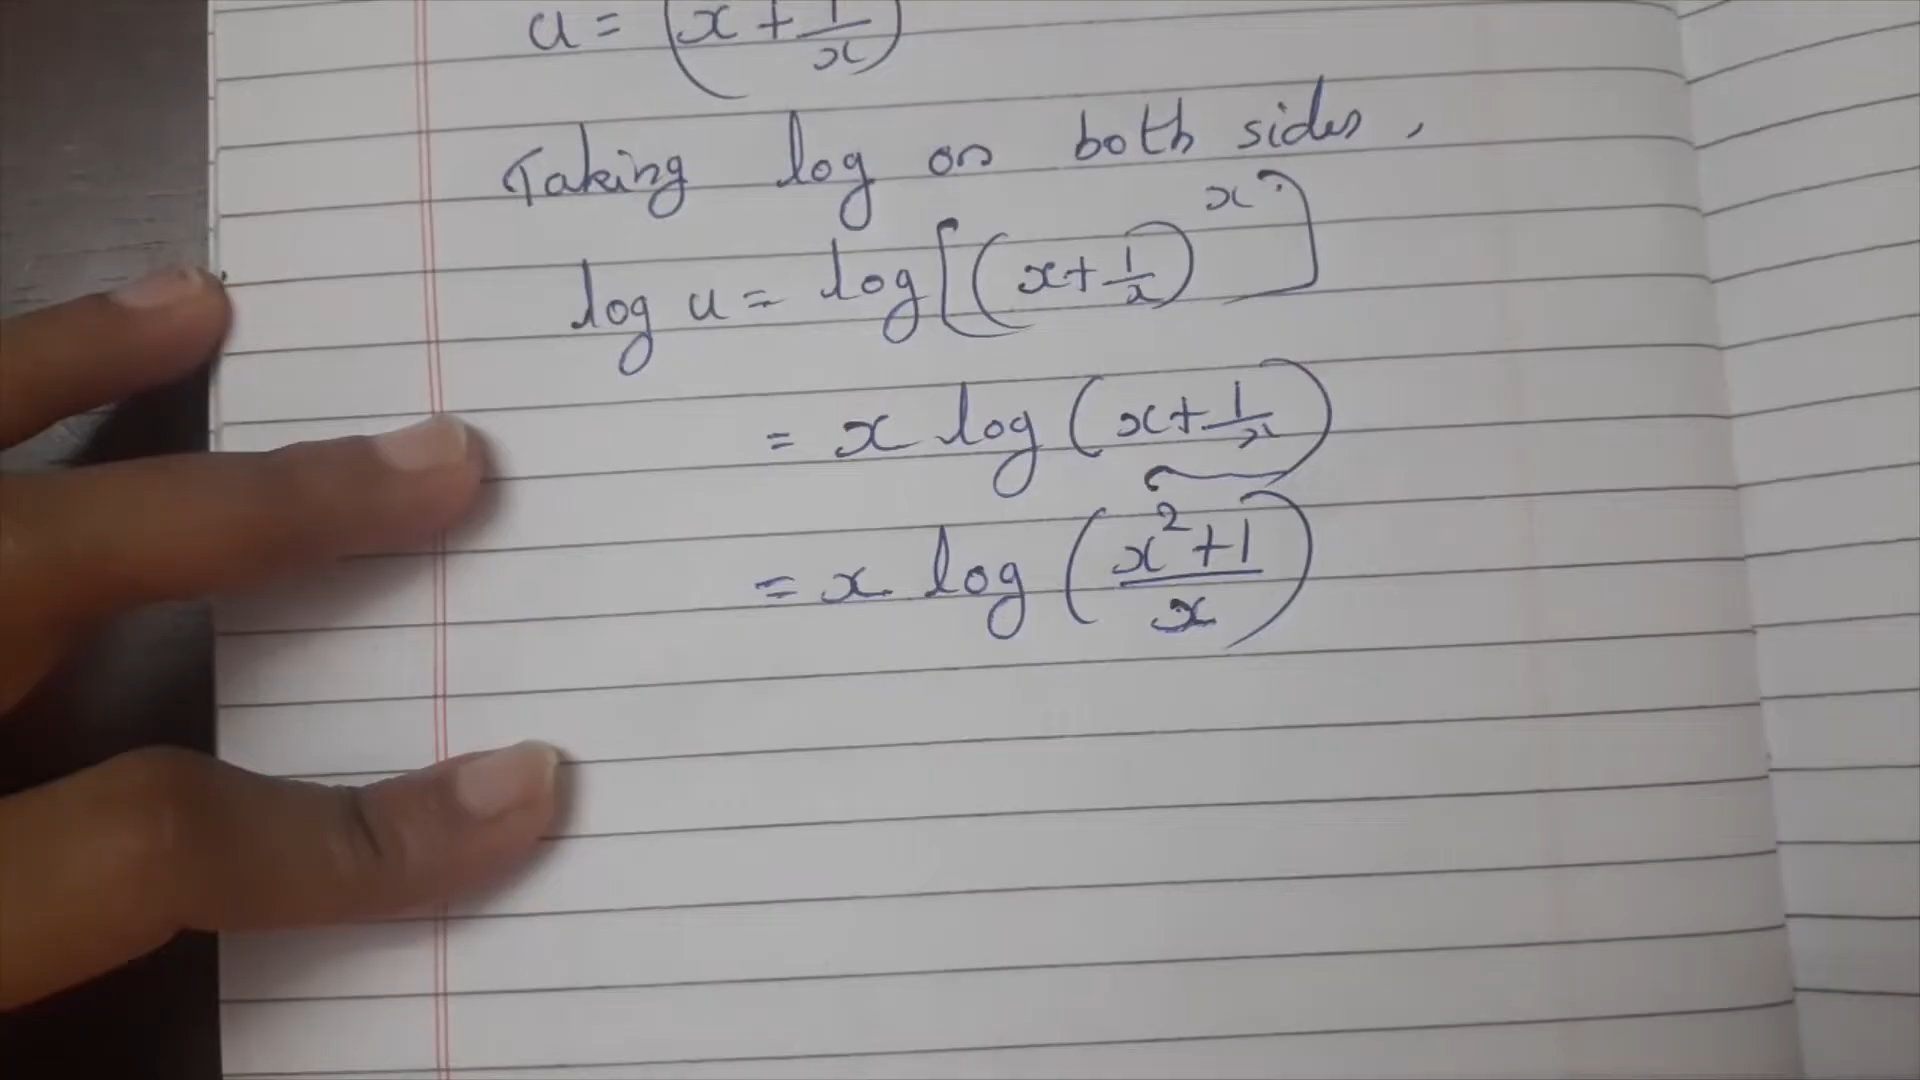 u = (x + 1/x)
Taking log on both sides,
log u = log[(x + 1/x)^x]
= x log (x + 1/x)
= x log ((x^2 + 1)/x)